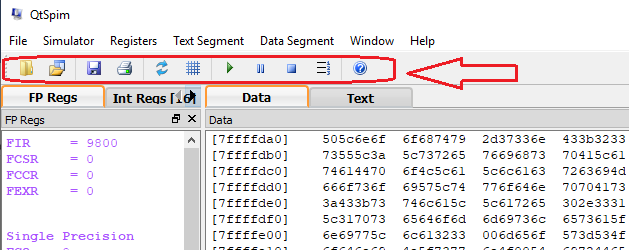 QtSpim
File Simulator Registers Text Segment Data Segment Window Help
FP Regs Int Regs [16] Data Text
FP Regs Data
FIR = 9800
FCSR = 0
FCCR = 0
FEXR = 0
Single Precision
[7ffffda0] 505c6e6f 6f687479 2d37336e 433b3233
[7ffffdb0] 73555c3a 5c737265 76696873 70415c61
[7ffffdc0] 74614470 6f4c5c61 5c6c6163 7263694d
[7ffffdd0] 666f736f 69575c74 776f646e 70704173
[7ffffde0] 3a433b73 746c615c 5c617265 302e3331
[7ffffdf0] 5c317073 65646f6d 6d69736c 6573615f
[7ffffe00] 6e69775c 6c613233 006d656f 573d534f